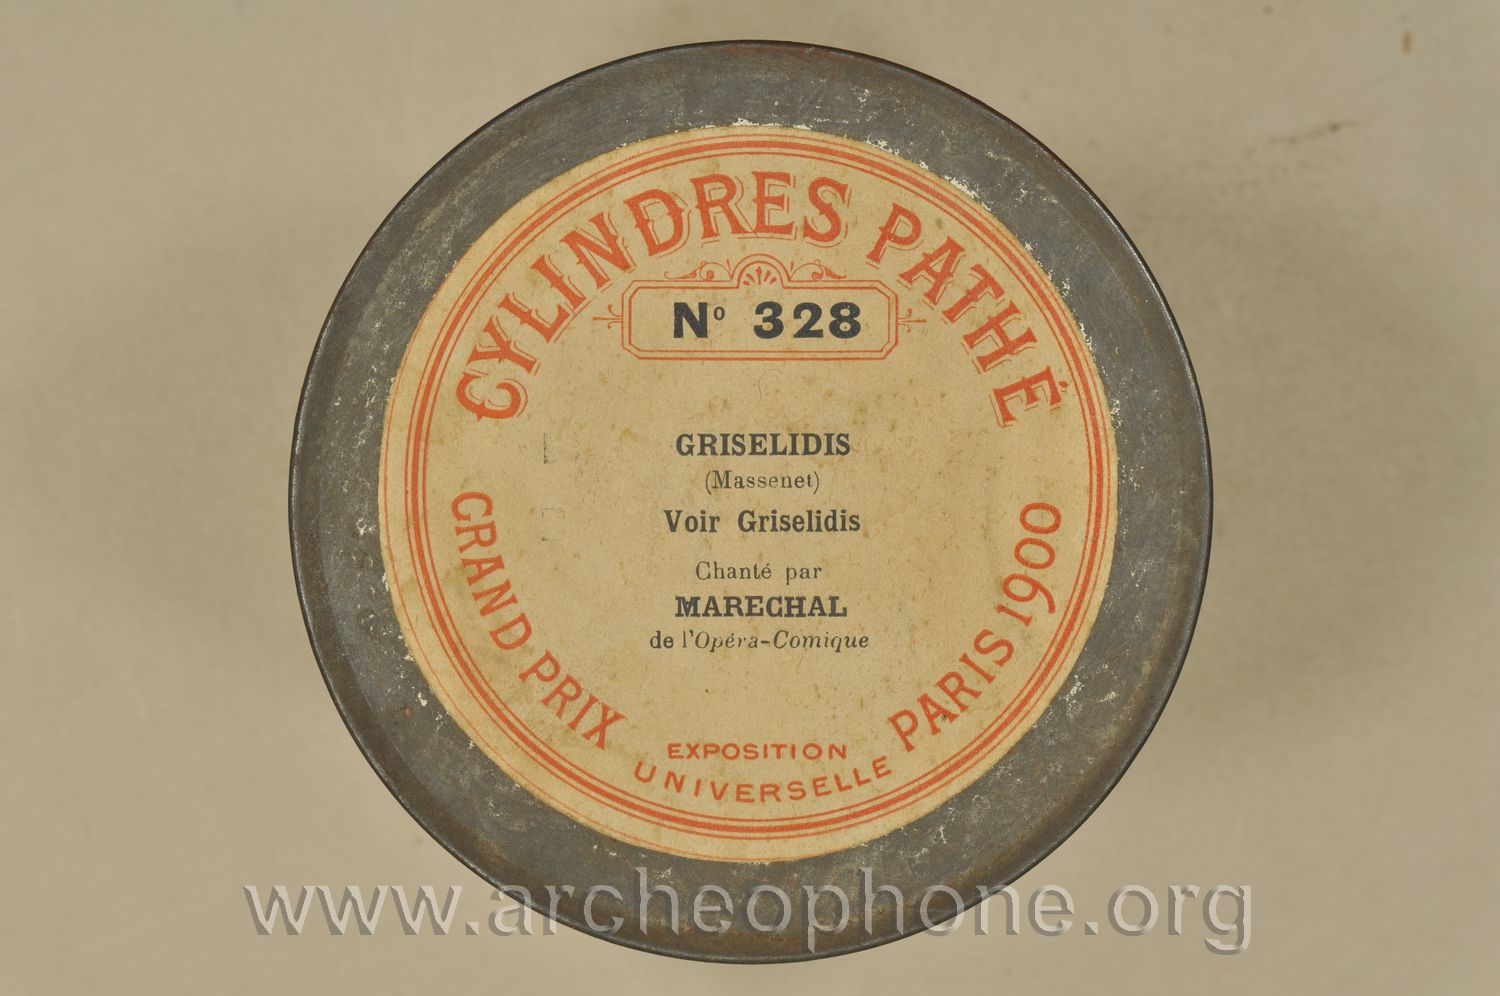 CYLINDRES PATHÉ
Nº 328
GRISELIDIS
(Massenet)
Voir Griselidis
Chanté par
MARECHAL
de l'Opéra-Comique
GRAND PRIX
EXPOSITION
UNIVERSELLE
PARIS 1900
www.archeophone.org